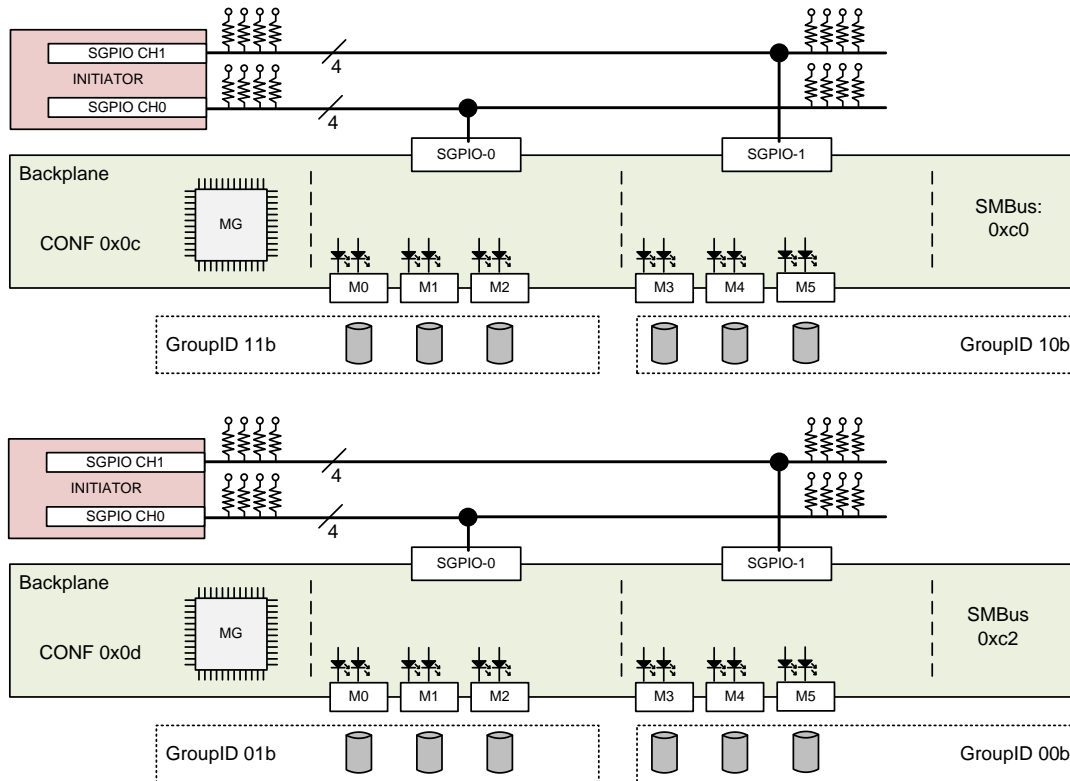 SGPIO CH1
INITIATOR
SGPIO CH0
4
4
SGPIO-0
SGPIO-1
Backplane
CONF 0x0c
MG
SMBus:
0xc0
M0
M1
M2
M3
M4
M5
GroupID 11b
GroupID 10b
SGPIO CH1
INITIATOR
SGPIO CH0
4
4
SGPIO-0
SGPIO-1
Backplane
CONF 0x0d
MG
SMBus
0xc2
M0
M1
M2
M3
M4
M5
GroupID 01b
GroupID 00b